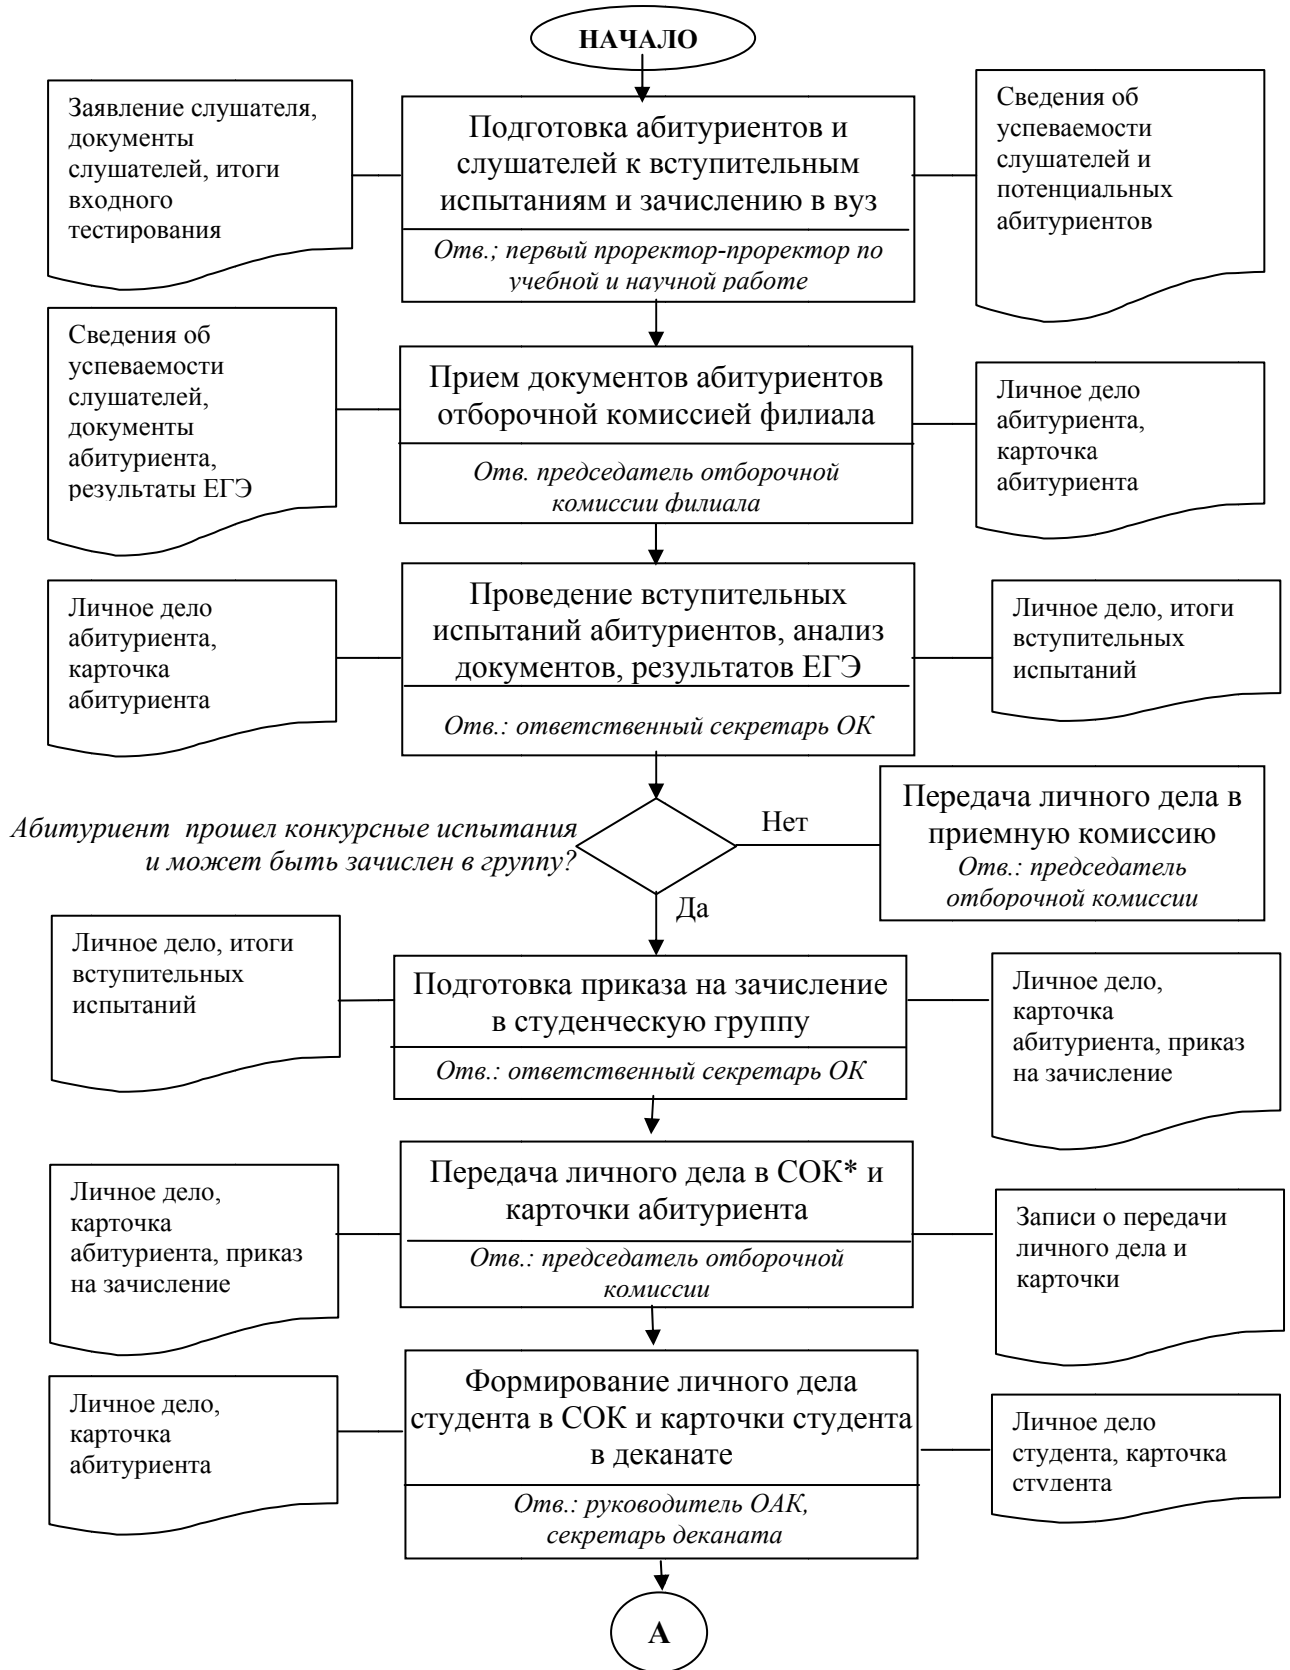 НАЧАЛО
Заявление слушателя,
документы
слушателей, итоги
входного
тестирования
Подготовка абитуриентов и
слушателей к вступительным
испытаниям и зачислению в вуз
Отв.; первый проректор-проректор по
учебной и научной работе
Сведения об
успеваемости
слушателей и
потенциальных
абитуриентов
Сведения об
успеваемости
слушателей,
документы
абитуриента,
результаты ЕГЭ
Прием документов абитуриентов
отборочной комиссией филиала
Отв. председатель отборочной
комиссии филиала
Личное дело
абитуриента,
карточка
абитуриента
Личное дело
абитуриента,
карточка
абитуриента
Проведение вступительных
испытаний абитуриентов, анализ
документов, результатов ЕГЭ
Отв.: ответственный секретарь ОК
Личное дело, итоги
вступительных
испытаний
Абитуриент прошел конкурсные испытания
и может быть зачислен в группу?
Нет
Передача личного дела в
приемную комиссию
Отв.: председатель
отборочной комиссии
Да
Личное дело, итоги
вступительных
испытаний
Подготовка приказа на зачисление
в студенческую группу
Отв.: ответственный секретарь ОК
Личное дело,
карточка
абитуриента, приказ
на зачисление
Личное дело,
карточка
абитуриента, приказ
на зачисление
Передача личного дела в СОК* и
карточки абитуриента
Отв.: председатель отборочной
комиссии
Записи о передачи
личного дела и
карточки
Личное дело,
карточка
абитуриента
Формирование личного дела
студента в СОК и карточки студента
в деканате
Отв.: руководитель ОАК,
секретарь деканата
Личное дело
студента, карточка
студента
А